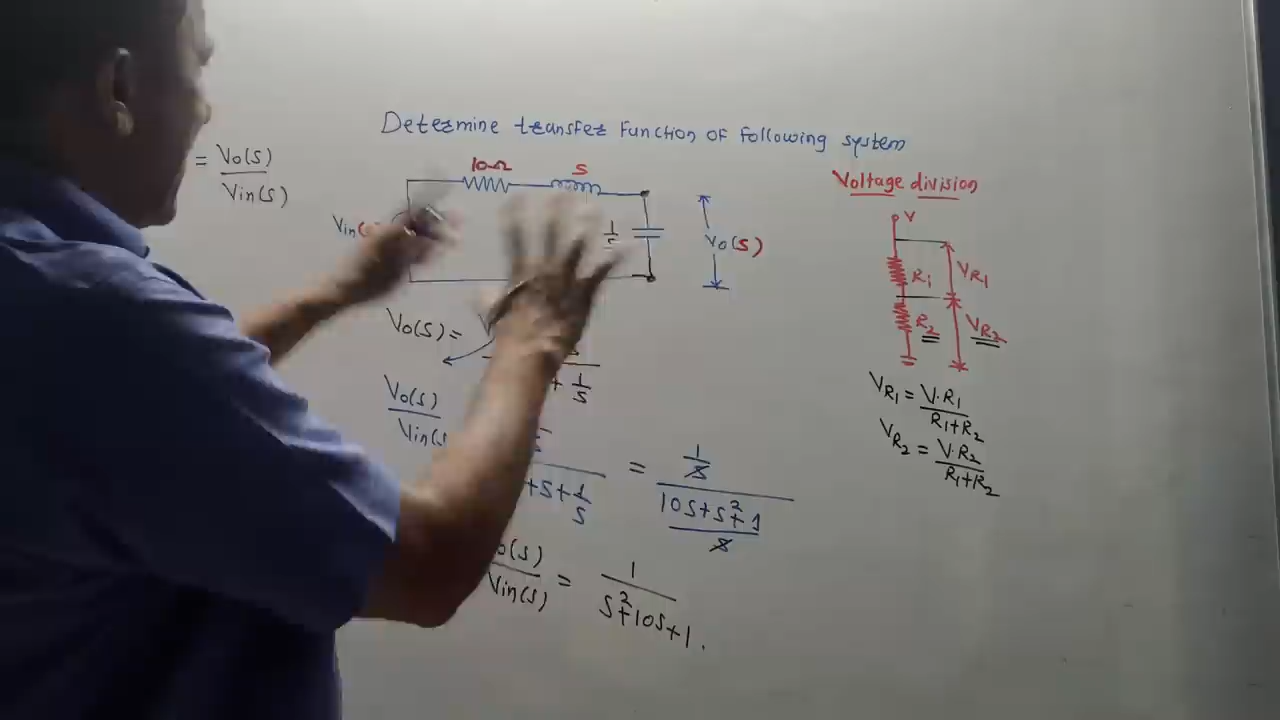 Determine transfer Function of following system
= Vo(s)
Vin(s)
10Ω
s
Vin(
1
s
Vo(s)
Vo(s) =
+ 1
s
Vo(s)
Vin(s
+s+1
s
=
1
s
10s+s²+1
s
o(s)
Vin(s)
=
1
s²+10s+1.
Voltage division
V
R1
VR1
R2
VR2
VR1 = V·R1
R1+R2
VR2 = V·R2
R1+R2